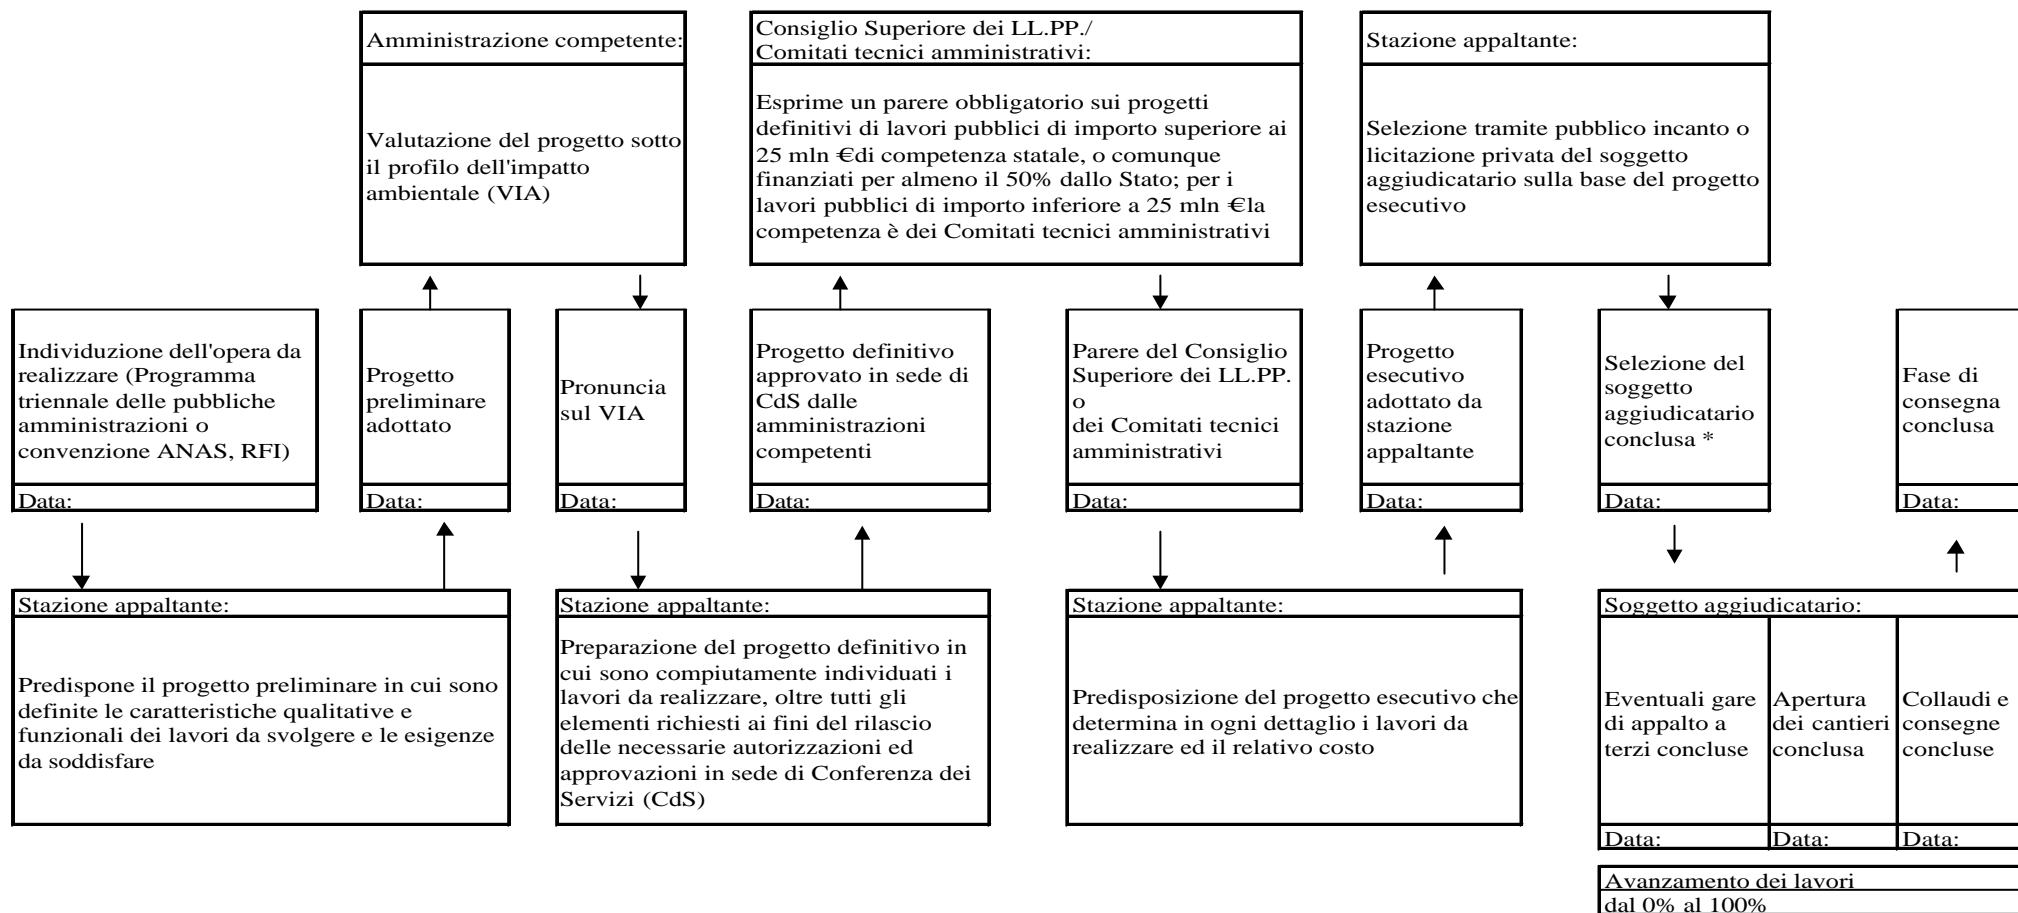 Amministrazione competente:
Valutazione del progetto sotto
il profilo dell'impatto
ambientale (VIA)
Consiglio Superiore dei LL.PP./
Comitati tecnici amministrativi:
Esprime un parere obbligatorio sui progetti
definitivi di lavori pubblici di importo superiore ai
25 mln €di competenza statale, o comunque
finanziati per almeno il 50% dallo Stato; per i
lavori pubblici di importo inferiore a 25 mln €la
competenza è dei Comitati tecnici amministrativi
Stazione appaltante:
Selezione tramite pubblico incanto o
licitazione privata del soggetto
aggiudicatario sulla base del progetto
esecutivo
Individuzione dell'opera da
realizzare (Programma
triennale delle pubbliche
amministrazioni o
convenzione ANAS, RFI)
Data:
Progetto
preliminare
adottato
Data:
Pronuncia
sul VIA
Data:
Progetto definitivo
approvato in sede di
CdS dalle
amministrazioni
competenti
Data:
Parere del Consiglio
Superiore dei LL.PP.
o
dei Comitati tecnici
amministrativi
Data:
Progetto
esecutivo
adottato da
stazione
appaltante
Data:
Selezione del
soggetto
aggiudicatario
conclusa *
Data:
Fase di
consegna
conclusa
Data:
Stazione appaltante:
Predispone il progetto preliminare in cui sono
definite le caratteristiche qualitative e
funzionali dei lavori da svolgere e le esigenze
da soddisfare
Stazione appaltante:
Preparazione del progetto definitivo in
cui sono compiutamente individuati i
lavori da realizzare, oltre tutti gli
elementi richiesti ai fini del rilascio
delle necessarie autorizzazioni ed
approvazioni in sede di Conferenza dei
Servizi (CdS)
Stazione appaltante:
Predisposizione del progetto esecutivo che
determina in ogni dettaglio i lavori da
realizzare ed il relativo costo
Soggetto aggiudicatario:
Eventuali gare
di appalto a
terzi concluse
Data:
Apertura
dei cantieri
conclusa
Data:
Collaudi e
consegne
concluse
Data:
Avanzamento dei lavori
dal 0% al 100%